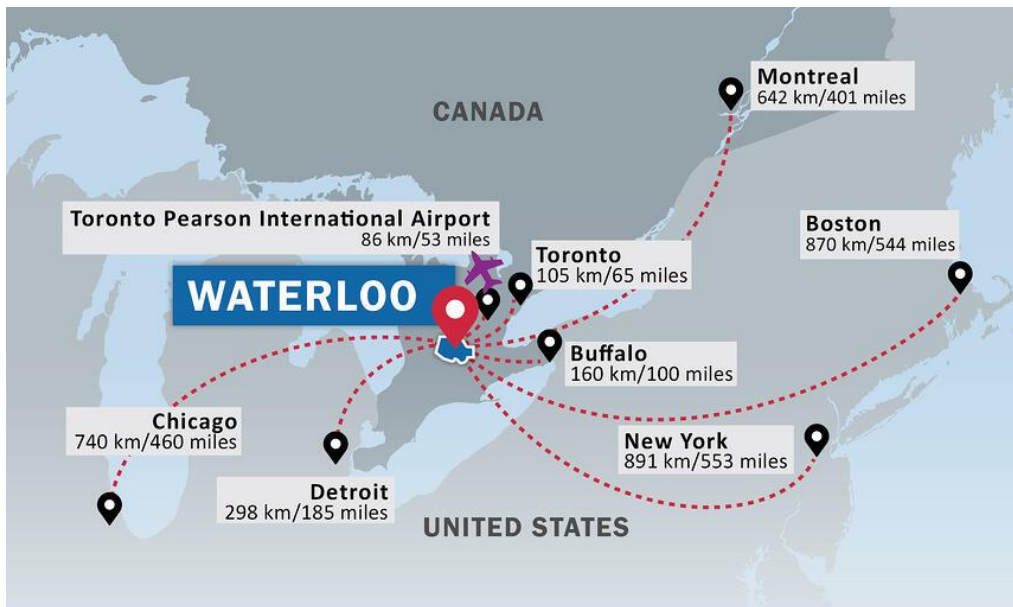 Montreal
642 km/401 miles
CANADA
Toronto Pearson International Airport
86 km/53 miles
Boston
870 km/544 miles
Toronto
105 km/65 miles
WATERLOO
Buffalo
160 km/100 miles
Chicago
740 km/460 miles
New York
891 km/553 miles
Detroit
298 km/185 miles
UNITED STATES